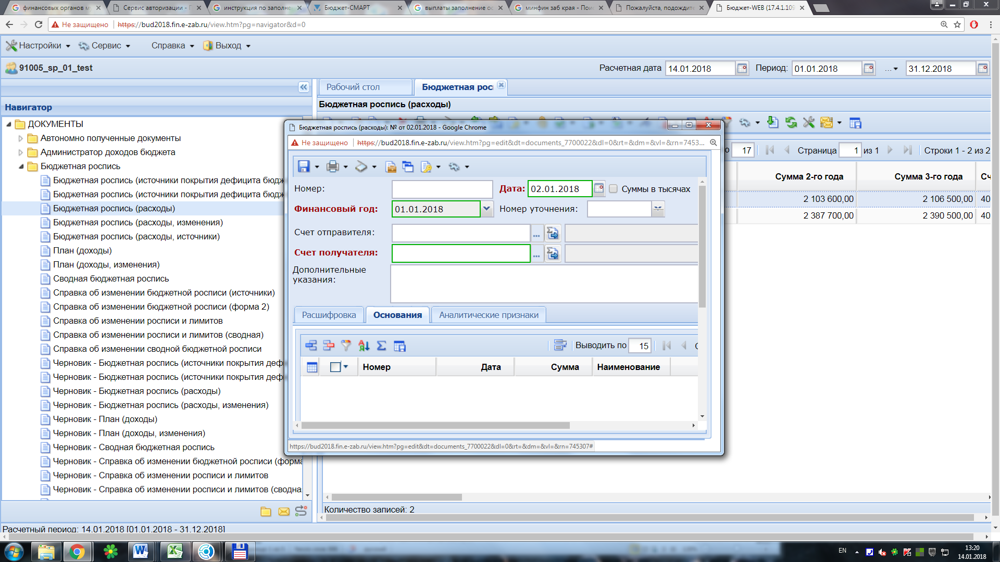 финансовых органов м
Сервис авторизации - Г
инструкция по заполне
Бюджет-СМАРТ
выплаты заполнение ос
минфин заб края - Пои
Пожалуйста, подождите
Бюджет-WEB (17.4.1.109
Не защищено
https://bud2018.fin.e-zab.ru/view.htm?pg=navigator&d=0
Настройки Сервис Справка Выход
91005_sp_01_test
Расчетная дата 14.01.2018 Период: 01.01.2018 ... 31.12.2018
Рабочий стол Бюджетная рос
Навигатор
Бюджетная роспись (расходы)
ДОКУМЕНТЫ
Автономно полученные документы
Администратор доходов бюджета
Бюджетная роспись
Бюджетная роспись (источники покрытия дефицита бюдж
Бюджетная роспись (источники покрытия дефицита бюдж
Бюджетная роспись (расходы)
Бюджетная роспись (расходы, изменения)
Бюджетная роспись (расходы, источники)
План (доходы)
План (доходы, изменения)
Сводная бюджетная роспись
Справка об изменении бюджетной росписи (источники)
Справка об изменении бюджетной росписи (форма 2)
Справка об изменении росписи и лимитов
Справка об изменении росписи и лимитов (сводная)
Справка об изменении сводной бюджетной росписи
Черновик - Бюджетная роспись (источники покрытия деф
Черновик - Бюджетная роспись (источники покрытия деф
Черновик - Бюджетная роспись (расходы)
Черновик - Бюджетная роспись (расходы, изменения)
Черновик - План (доходы)
Черновик - План (доходы, изменения)
Черновик - Сводная бюджетная роспись
Черновик - Справка об изменении бюджетной росписи (форма
Черновик - Справка об изменении росписи и лимитов
Черновик - Справка об изменении росписи и лимитов (сводна
Бюджетная роспись (расходы): № от 02.01.2018 - Google Chrome
Не защищено
https://bud2018.fin.e-zab.ru/view.htm?pg=edit&dt=documents_7700022&dl=0&rt=&dm=&vl=&rn=7453...
Номер: Дата: 02.01.2018 Суммы в тысячах
Финансовый год: 01.01.2018 Номер уточнения:
Счет отправителя: ...
Счет получателя: ...
Дополнительные
указания:
Расшифровка Основания Аналитические признаки
Выводить по 15
Номер Дата Сумма Наименование
https://bud2018.fin.e-zab.ru/view.htm?pg=edit&dt=documents_7700022&dl=0&rt=&dm=&vl=&rn=745307#
о 17 Страница 1 из 1 Строки 1 - 2 из 2
Сумма 2-го года Сумма 3-го года Сч
2 103 600,00 2 106 500,00 40
2 387 700,00 2 390 500,00 40
Количество записей: 2
Расчетный период: 14.01.2018 [01.01.2018 - 31.12.2018]
EN
13:20
14.01.2018